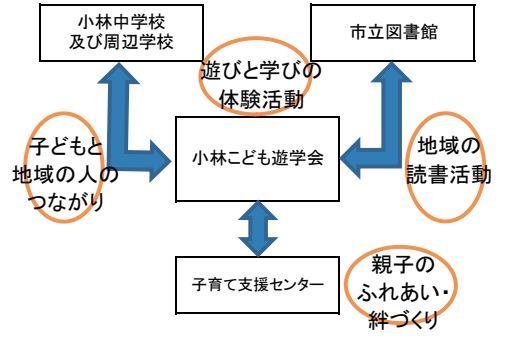 小林中学校
及び周辺学校
市立図書館
遊びと学びの
体験活動
子どもと
地域の人の
つながり
小林こども遊学会
地域の
読書活動
子育て支援センター
親子の
ふれあい・
絆づくり